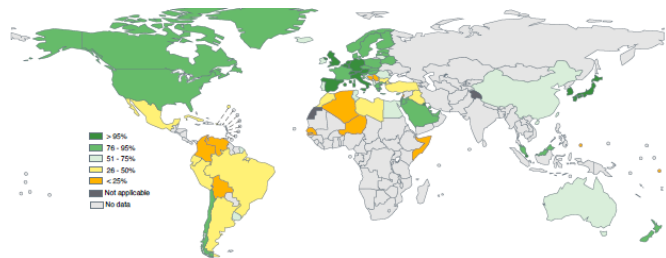 > 95%
76 - 95%
51 - 75%
26 - 50%
< 25%
Not applicable
No data